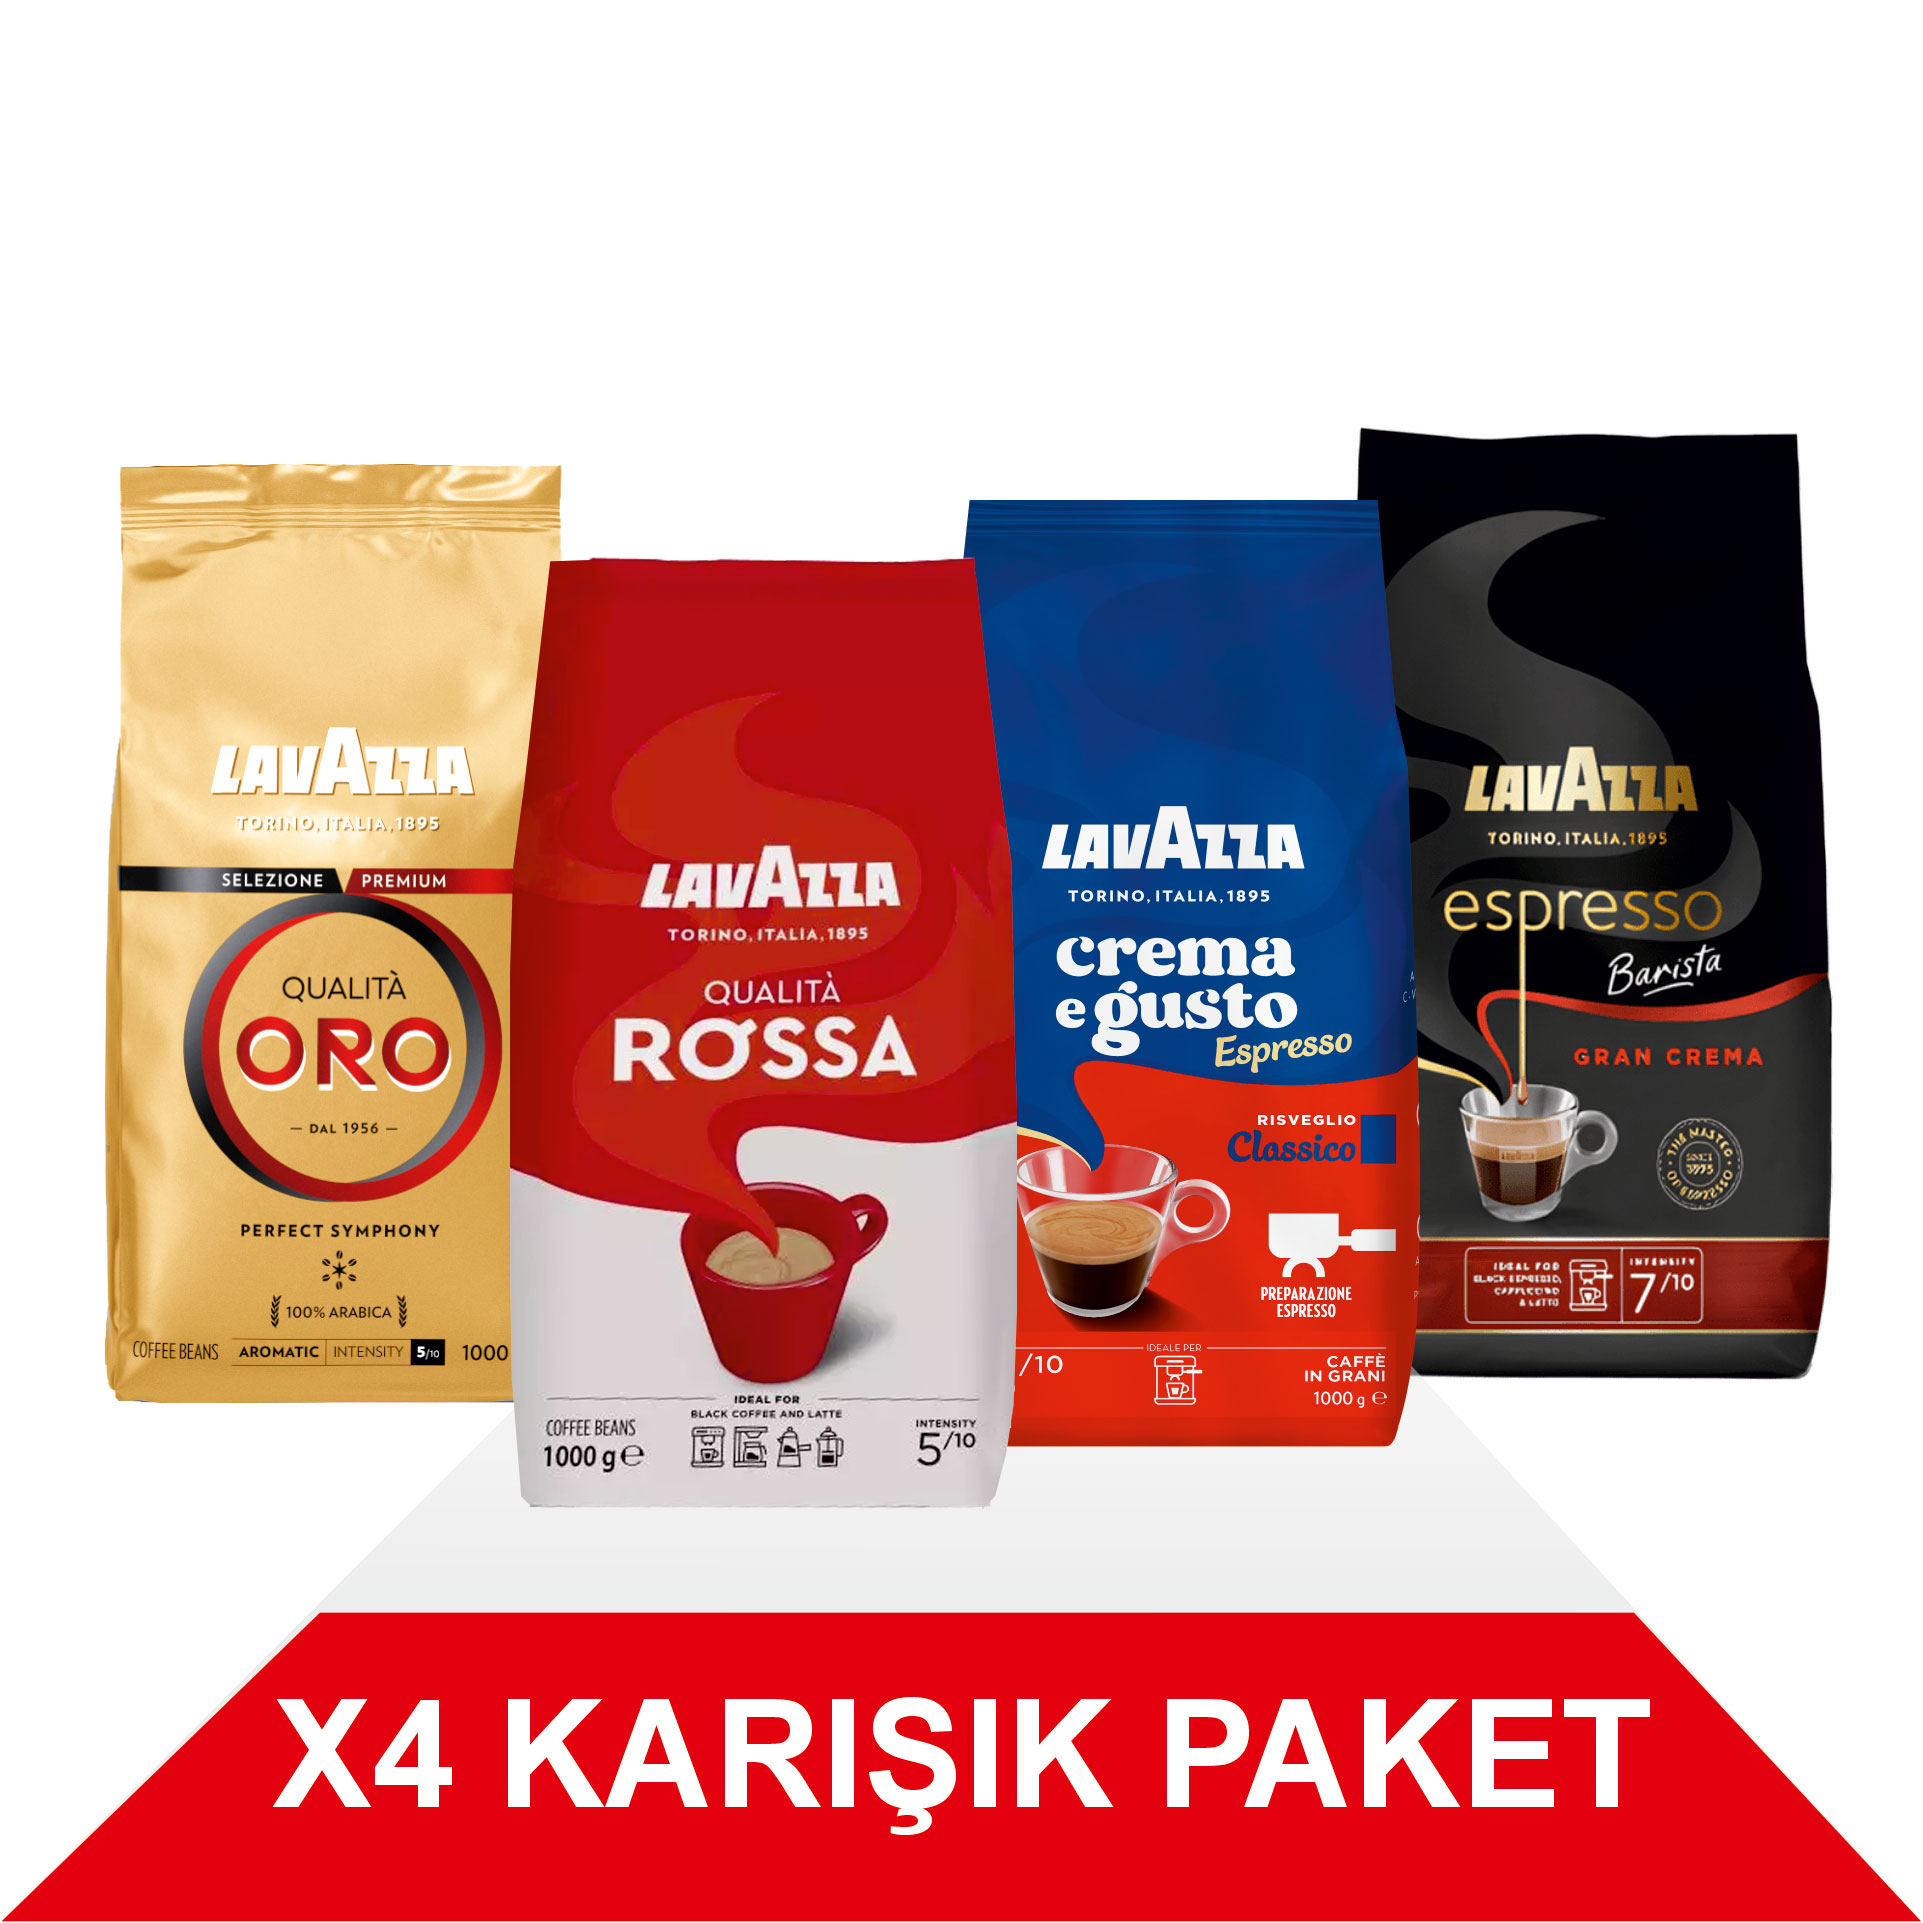 LAVAZZA
TORINO, ITALIA, 1895
SELEZIONE PREMIUM
QUALITÀ
ORO
— DAL 1956 —
PERFECT SYMPHONY
100% ARABICA
COFFEE BEANS AROMATIC INTENSITY 5/10 1000
LAVAZZA
TORINO, ITALIA, 1895
QUALITÀ
ROSSA
IDEAL FOR
BLACK COFFEE AND LATTE
COFFEE BEANS
1000 g ℮
INTENSITY
5/10
LAVAZZA
TORINO, ITALIA, 1895
crema
e gusto
Espresso
RISVEGLIO
Classico
PREPARAZIONE
ESPRESSO
IDEALE PER
/10
CAFFÈ
IN GRANI
1000 g ℮
LAVAZZA
TORINO, ITALIA, 1895
espresso
Barista
GRAN CREMA
LAVAZZA
IDEAL FOR
INTENSITY
7/10
X4 KARIŞIK PAKET